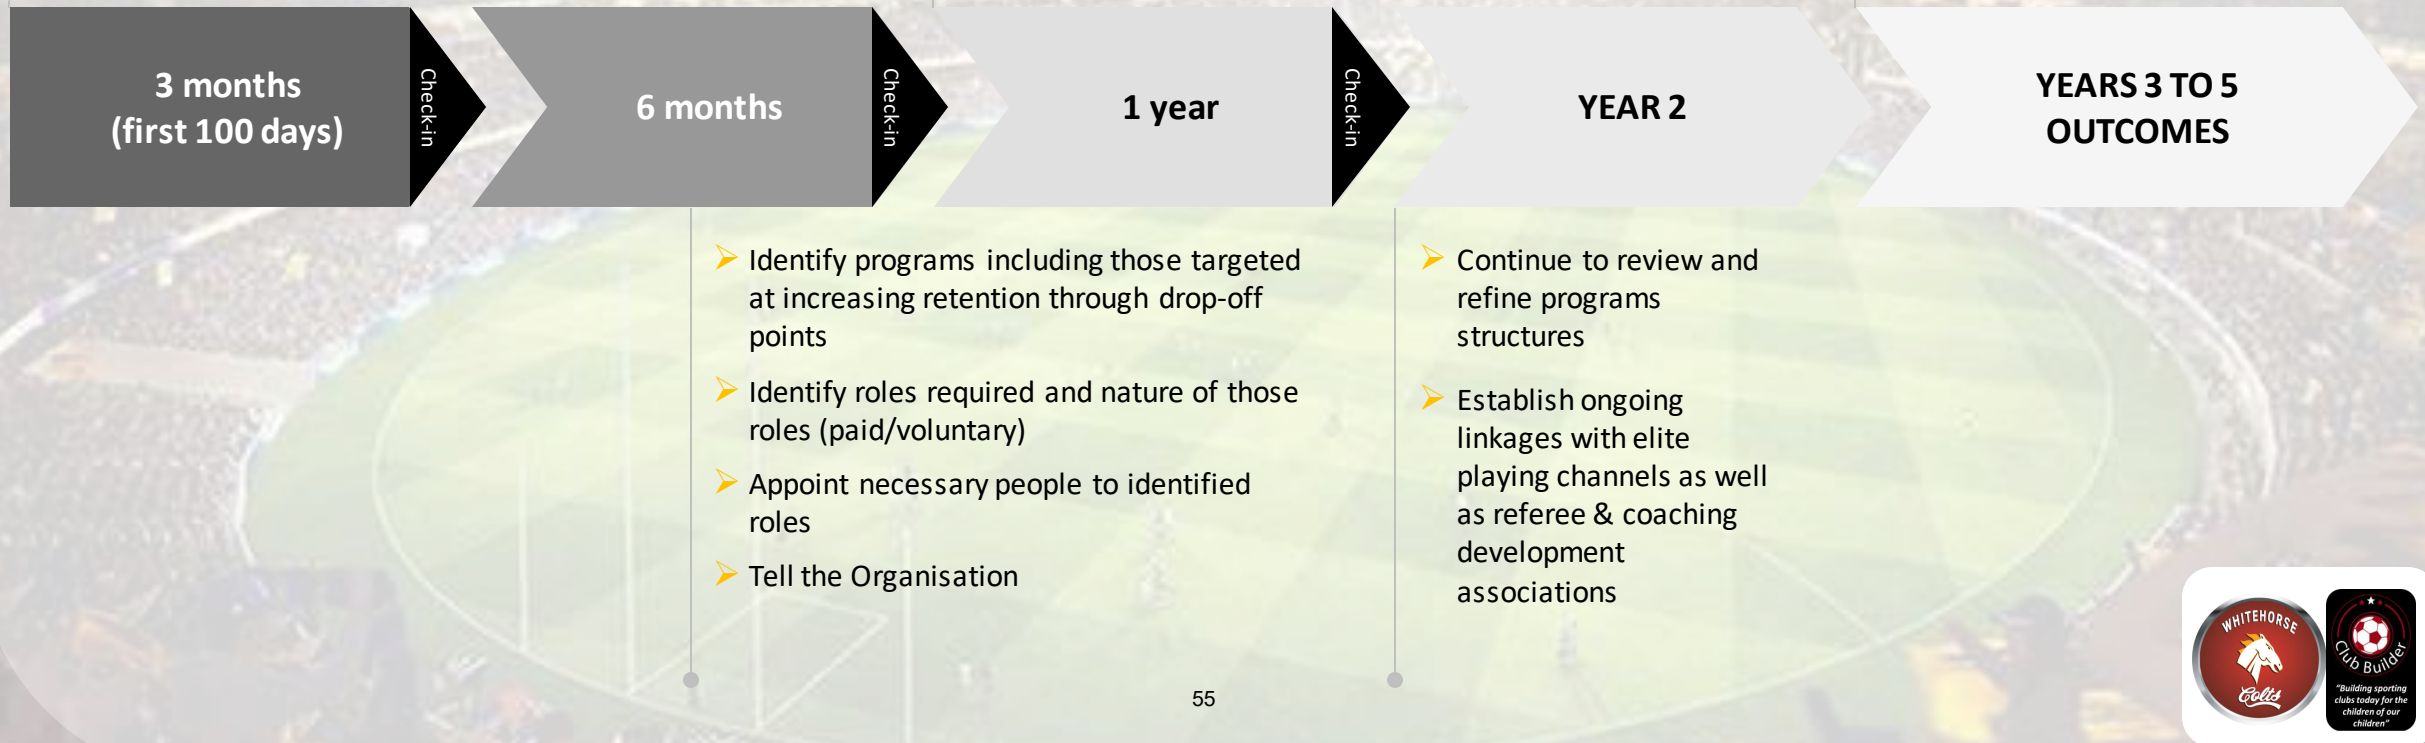 3 months
(first 100 days)
Check-in
6 months
Check-in
1 year
Check-in
YEAR 2
YEARS 3 TO 5
OUTCOMES
Identify programs including those targeted
at increasing retention through drop-off
points
Identify roles required and nature of those
roles (paid/voluntary)
Appoint necessary people to identified
roles
Tell the Organisation
Continue to review and
refine programs
structures
Establish ongoing
linkages with elite
playing channels as well
as referee & coaching
development
associations
55
WHITEHORSE
Colts
Club Builder
"Building sporting
clubs today for the
children of our
children"